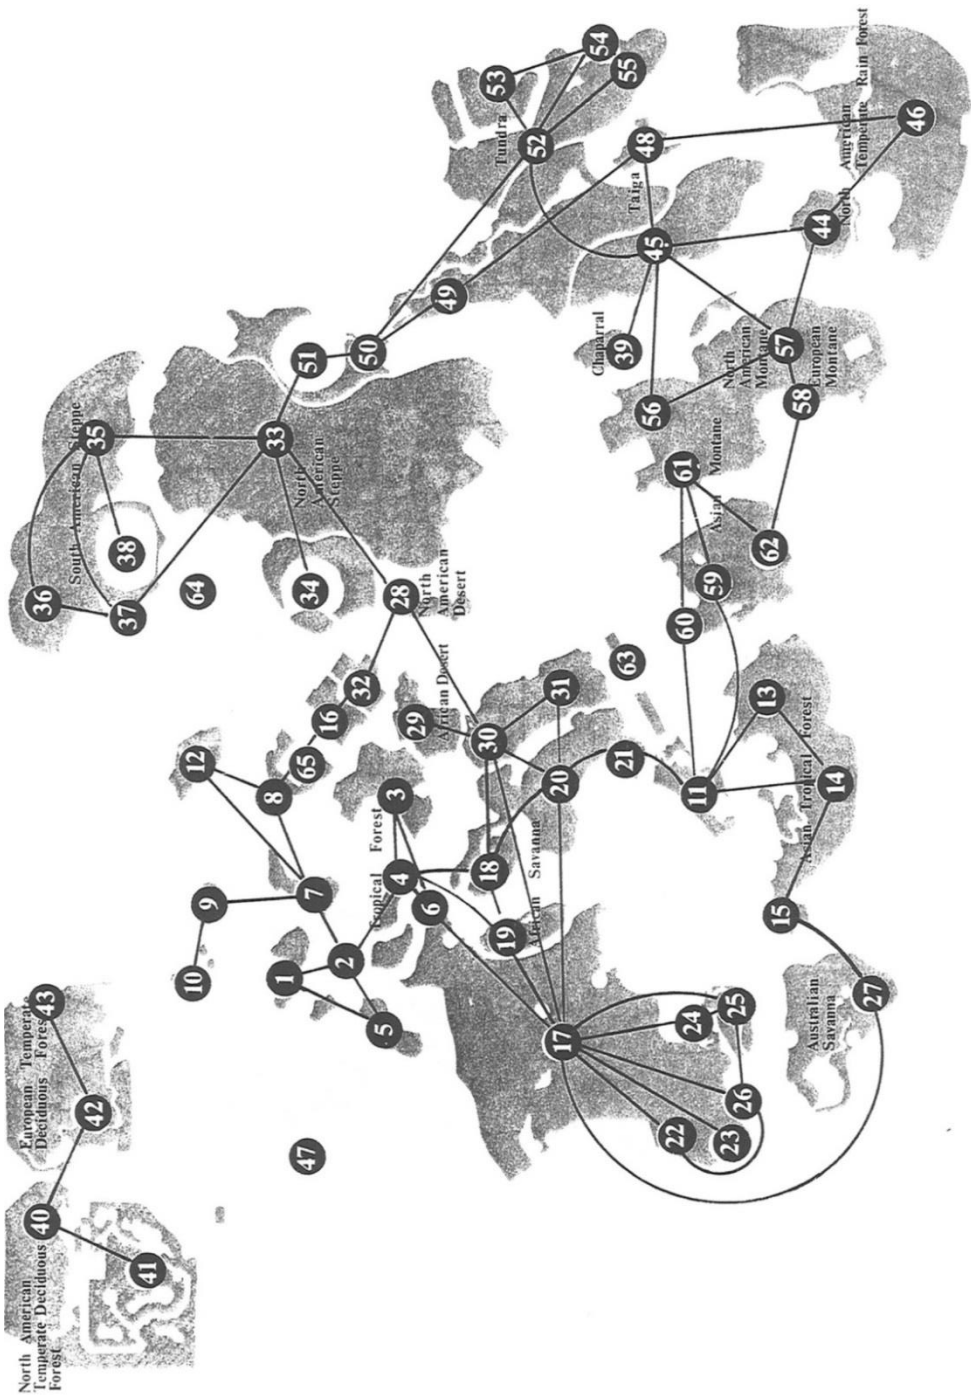 North American
Temperate Deciduous
Forest
40
41
European Temperate
Deciduous Forest
42
43
47
10
9
12
1
2
5
7
8
65
16
32
Tropical Forest
3
4
6
African Savanna
17
18
19
20
21
22
23
24
25
26
African Desert
29
30
31
North
American
Desert
28
South American Steppe
35
36
37
38
64
North
American
Steppe
33
34
51
50
49
63
11
Asian Tropical Forest
13
14
15
Australian
Savanna
27
Asian Montane
59
60
61
62
Chaparral
39
North
American
Montane
56
57
European
Montane
58
Tundra
52
53
54
55
Taiga
45
48
North American
Temperate Rain Forest
44
46